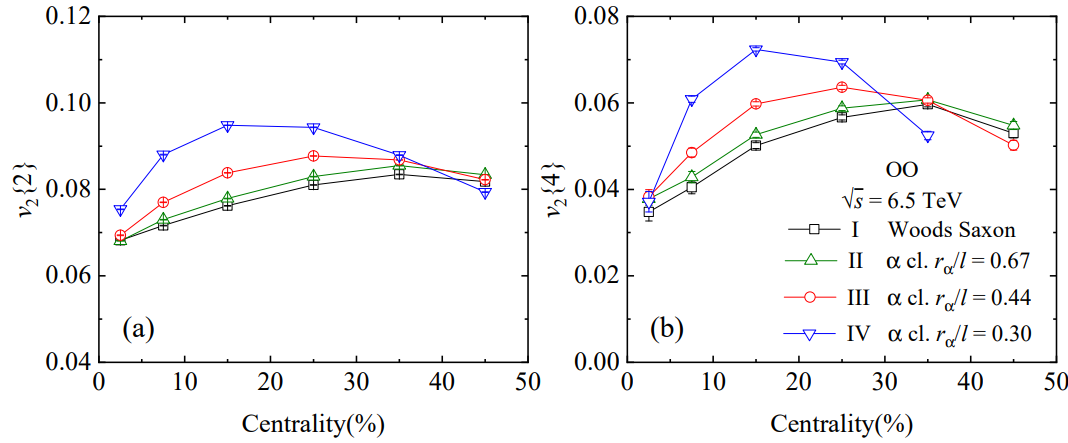 0.12
0.10
0.08
0.06
0.04
0 10 20 30 40 50
v2{2}
Centrality(%)
(a)
0.08
0.06
0.04
0.02
0.00
0 10 20 30 40 50
v2{4}
Centrality(%)
(b)
OO
√s = 6.5 TeV
I Woods Saxon
II α cl. rα/l = 0.67
III α cl. rα/l = 0.44
IV α cl. rα/l = 0.30